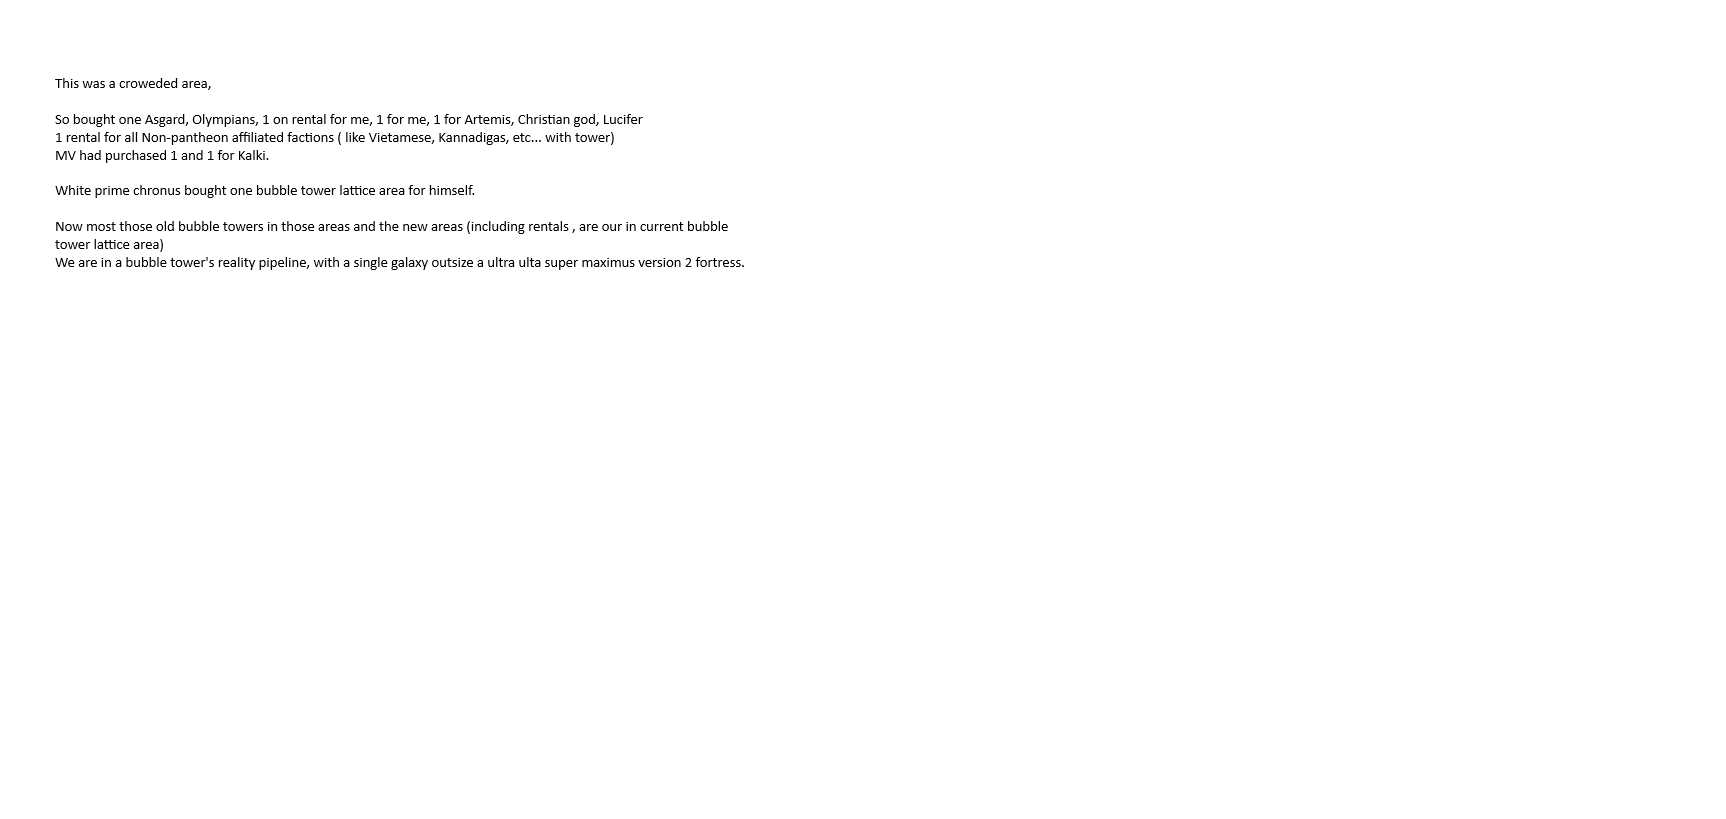 This was a croweded area,
So bought one Asgard, Olympians, 1 on rental for me, 1 for me, 1 for Artemis, Christian god, Lucifer
1 rental for all Non-pantheon affiliated factions ( like Vietamese, Kannadigas, etc... with tower)
MV had purchased 1 and 1 for Kalki.
White prime chronus bought one bubble tower lattice area for himself.
Now most those old bubble towers in those areas and the new areas (including rentals , are our in current bubble
tower lattice area)
We are in a bubble tower's reality pipeline, with a single galaxy outsize a ultra ulta super maximus version 2 fortress.